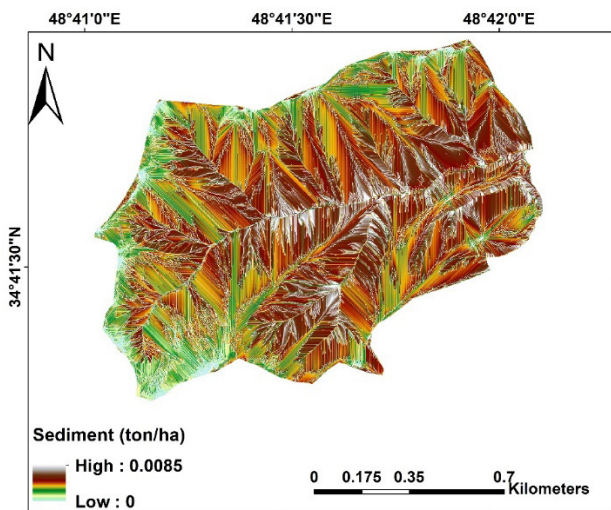 48°41'0"E 48°41'30"E 48°42'0"E
N
34°41'30"N
Sediment (ton/ha)
High : 0.0085
Low : 0
0 0.175 0.35 0.7
Kilometers